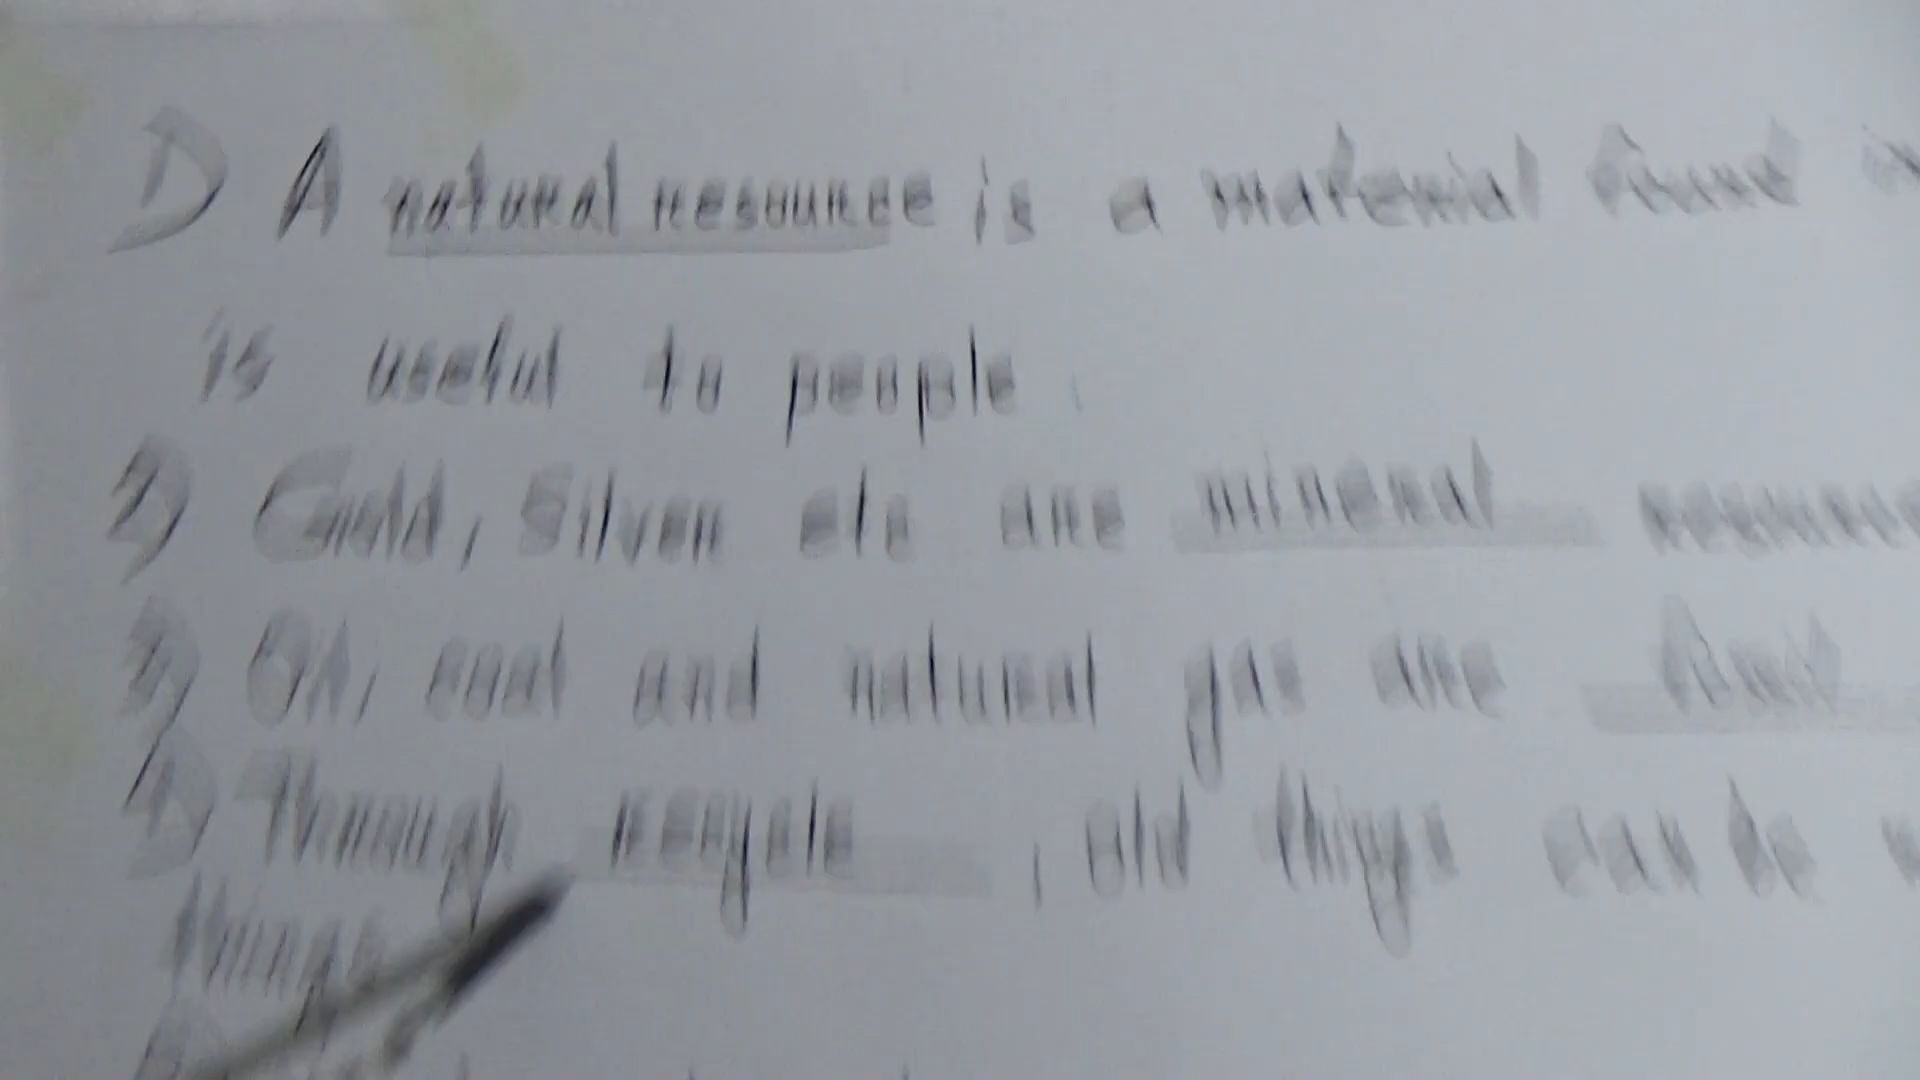 1) A natural resource is a material found
is useful to people.
2) Gold, Silver etc are mineral
3) Oil, coal and natural gas are
4) Through recycle, old things can be
things